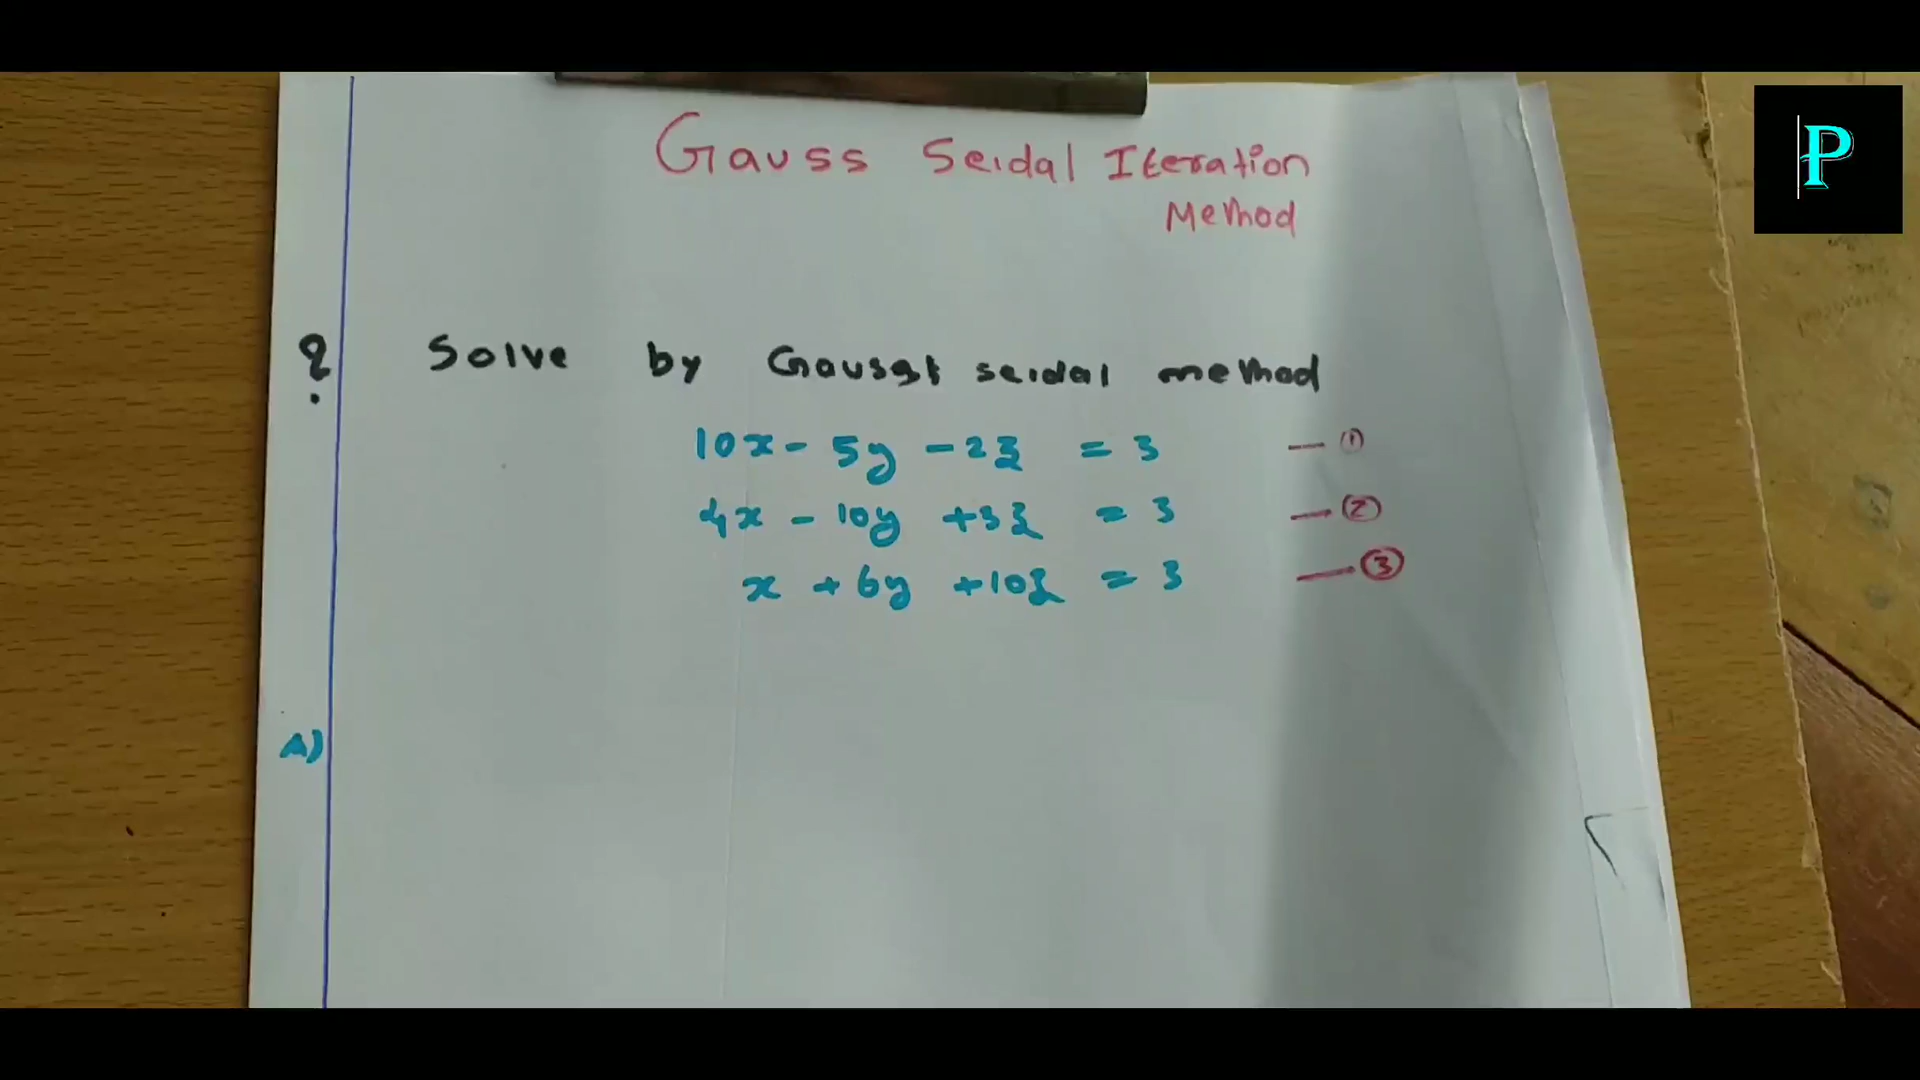 Gauss Seidal Iteration
Method
P
? Solve by Gauset seidal method
10x - 5y - 2z = 3 — ①
4x - 10y + 3z = 3 — ②
x + 6y + 10z = 3 — ③
A)